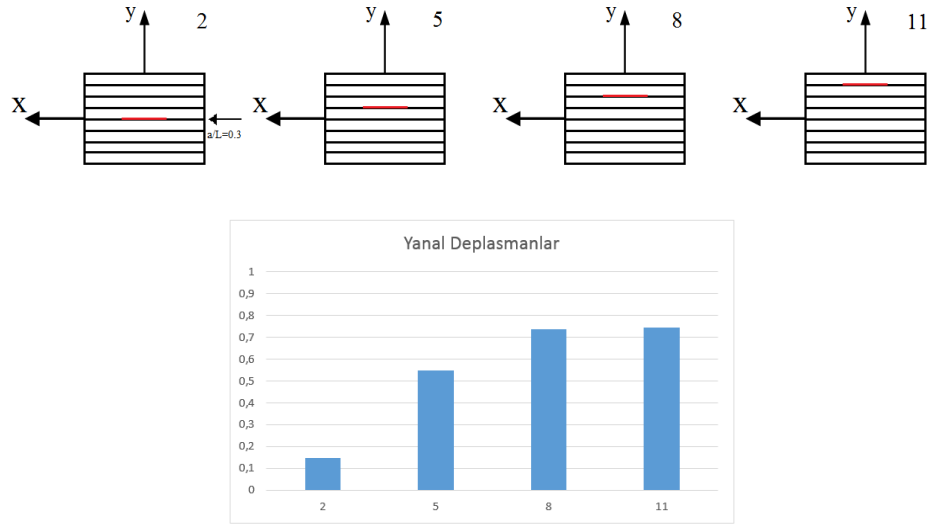 y 2
x
a/L=0.3
y 5
x
y 8
x
y 11
x
Yanal Deplasmanlar
1
0,9
0,8
0,7
0,6
0,5
0,4
0,3
0,2
0,1
0
2 5 8 11